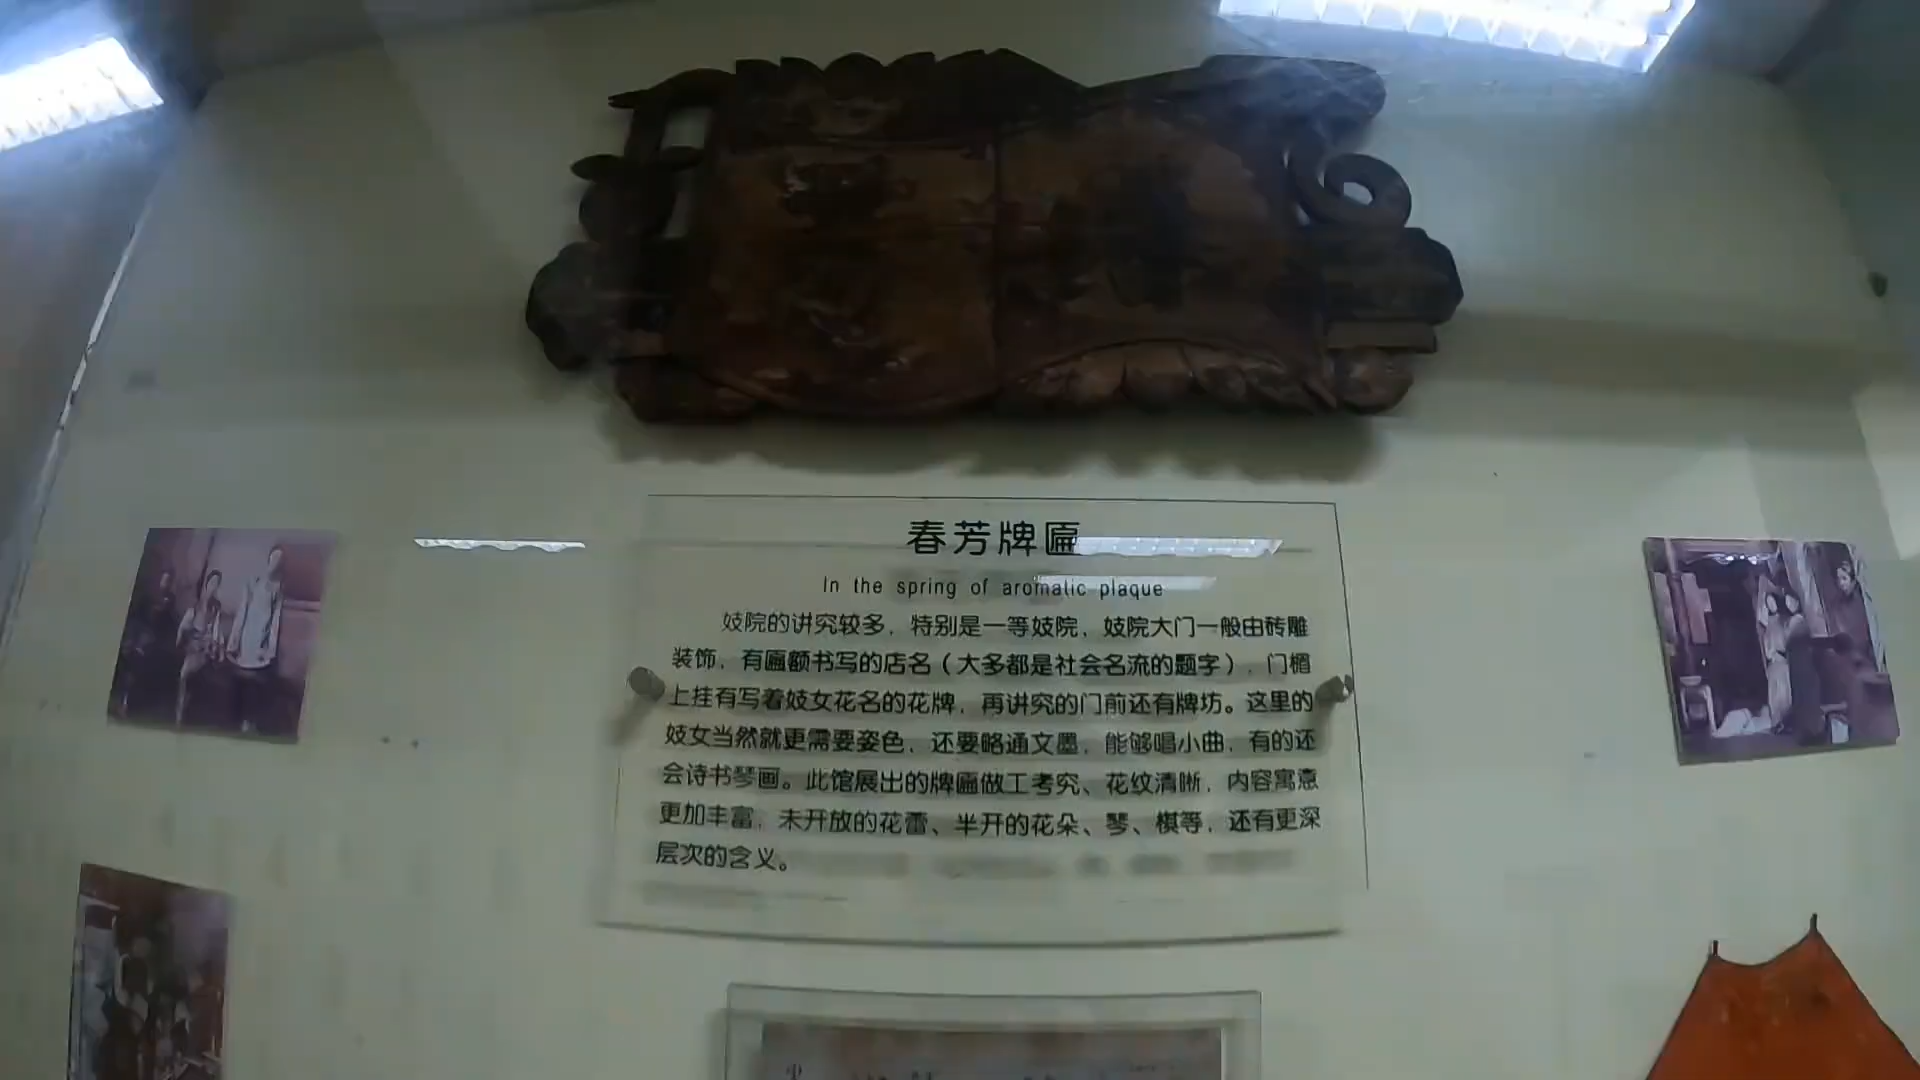 春芳牌匾
In the spring of aromatic plaque
妓院的讲究较多，特别是一等妓院，妓院大门一般由砖雕
装饰，有匾额书写的店名（大多都是社会名流的题字），门楣
上挂有写着妓女花名的花牌，再讲究的门前还有牌坊。这里的
妓女当然就更需要姿色，还要略通文墨，能够唱小曲，有的还
会诗书琴画。此馆展出的牌匾做工考究、花纹清晰，内容寓意
更加丰富，未开放的花蕾、半开的花朵、琴、棋等，还有更深
层次的含义。